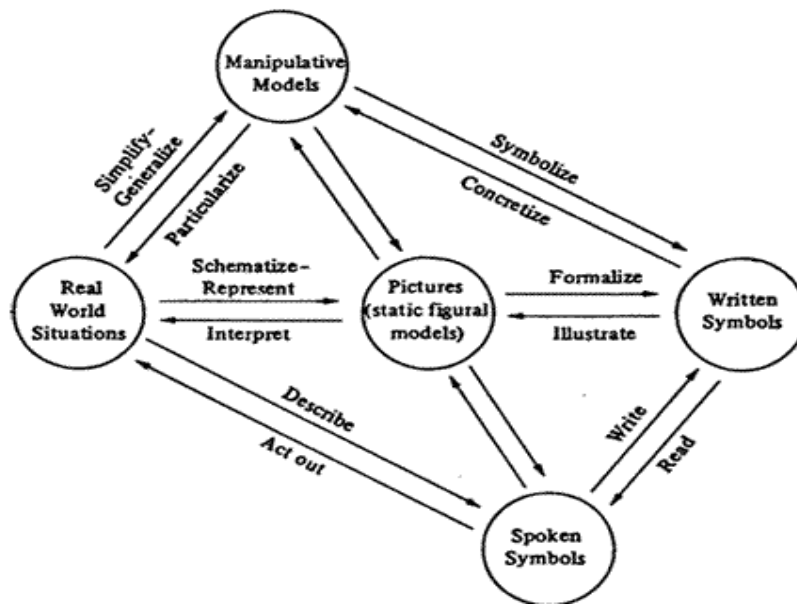 Manipulative
Models
Simplify-
Generalize
Particularize
Symbolize
Concretize
Real
World
Situations
Schematize-
Represent
Interpret
Pictures
(static figural
models)
Formalize
Illustrate
Written
Symbols
Describe
Act out
Write
Read
Spoken
Symbols